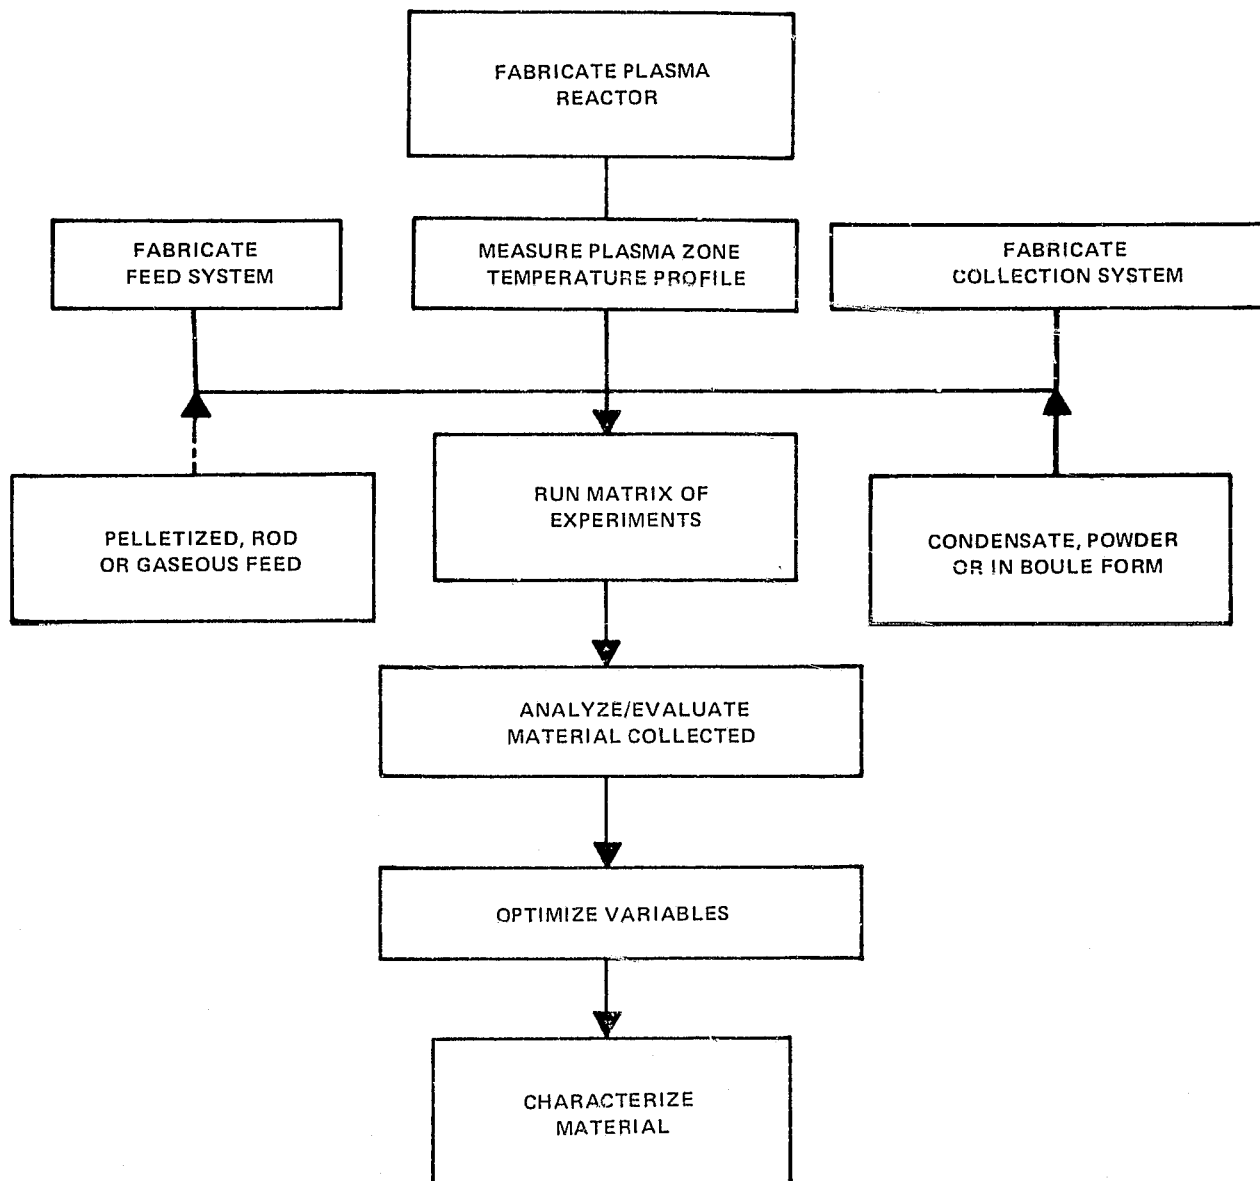 FABRICATE PLASMA
REACTOR
FABRICATE
FEED SYSTEM
MEASURE PLASMA ZONE
TEMPERATURE PROFILE
FABRICATE
COLLECTION SYSTEM
PELLETIZED, ROD
OR GASEOUS FEED
RUN MATRIX OF
EXPERIMENTS
CONDENSATE, POWDER
OR IN BOULE FORM
ANALYZE/EVALUATE
MATERIAL COLLECTED
OPTIMIZE VARIABLES
CHARACTERIZE
MATERIAL